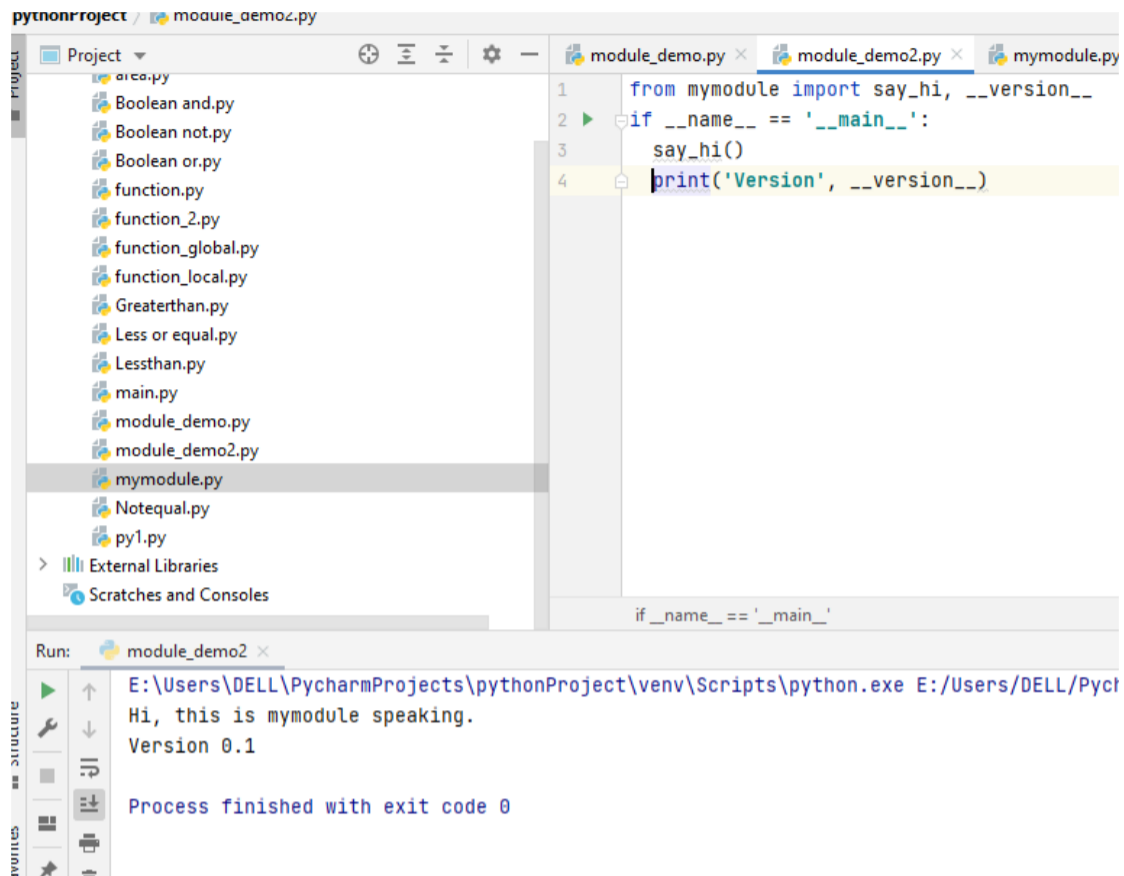 pythonProject / module_demo2.py
Project
Project
module_demo.py
module_demo2.py
mymodule.py
area.py
Boolean and.py
Boolean not.py
Boolean or.py
function.py
function_2.py
function_global.py
function_local.py
Greaterthan.py
Less or equal.py
Lessthan.py
main.py
module_demo.py
module_demo2.py
mymodule.py
Notequal.py
py1.py
External Libraries
Scratches and Consoles
1 from mymodule import say_hi, __version__
2 if __name__ == '__main__':
3 say_hi()
4 print('Version', __version__)
if __name__ == '__main__'
Run: module_demo2
E:\Users\DELL\PycharmProjects\pythonProject\venv\Scripts\python.exe E:/Users/DELL/Pych
Hi, this is mymodule speaking.
Version 0.1
Process finished with exit code 0
Structure